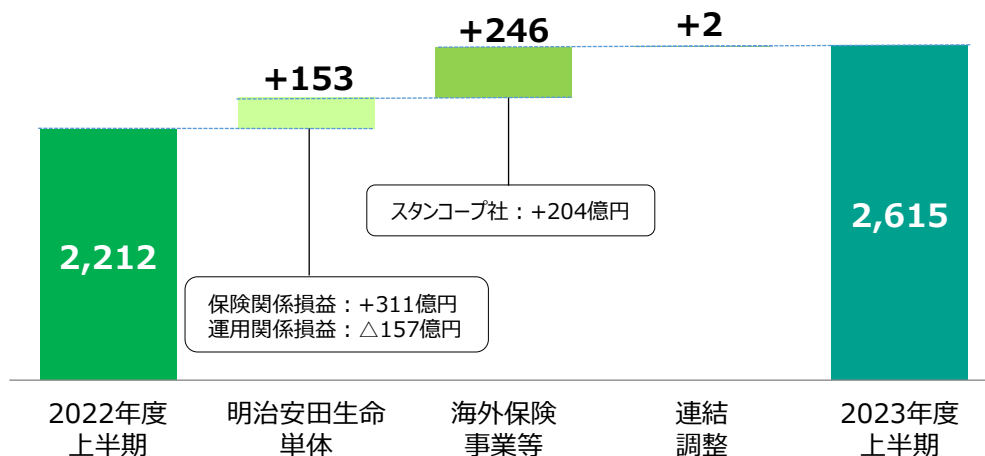 +246
+2
+153
スタンコープ社：+204億円
2,212
2,615
保険関係損益：+311億円
運用関係損益：△157億円
2022年度
上半期
明治安田生命
単体
海外保険
事業等
連結
調整
2023年度
上半期